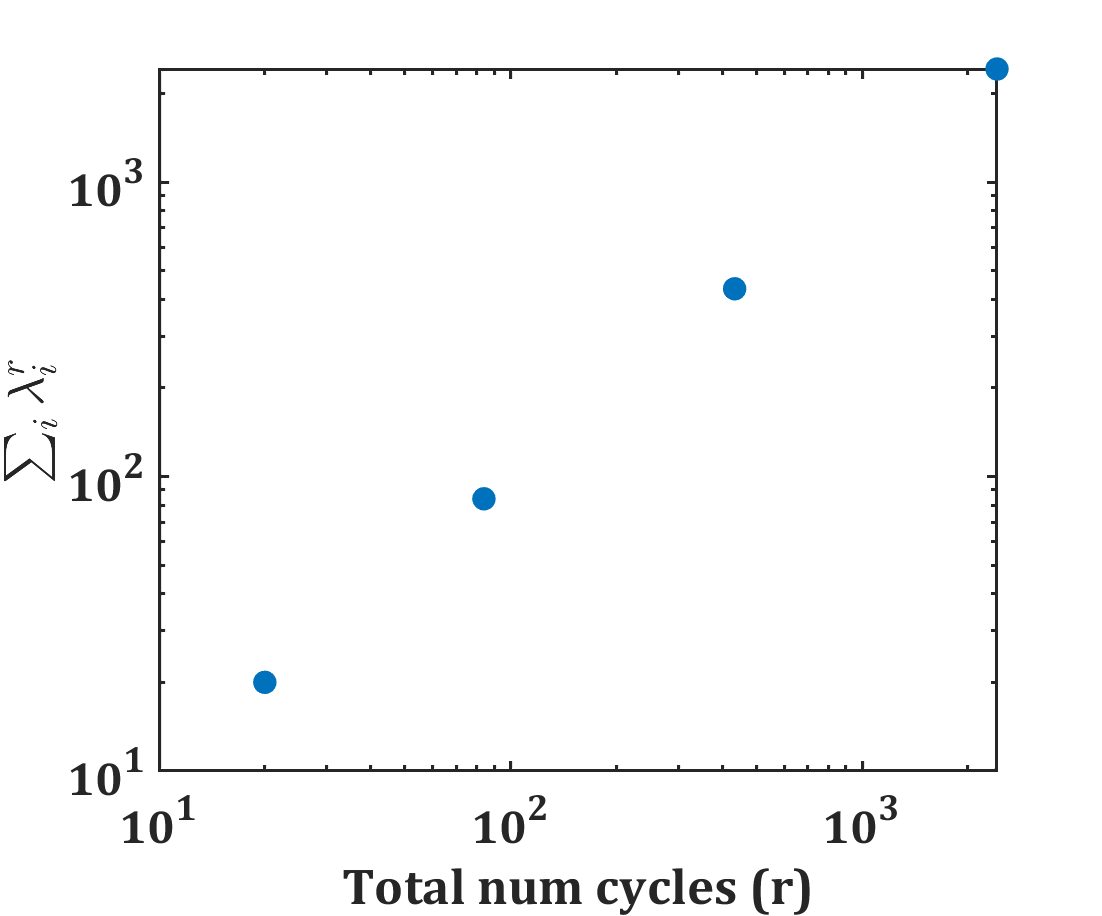 10³
10²
10¹
∑ᵢ λᵢʳ
10¹ 10² 10³
Total num cycles (r)